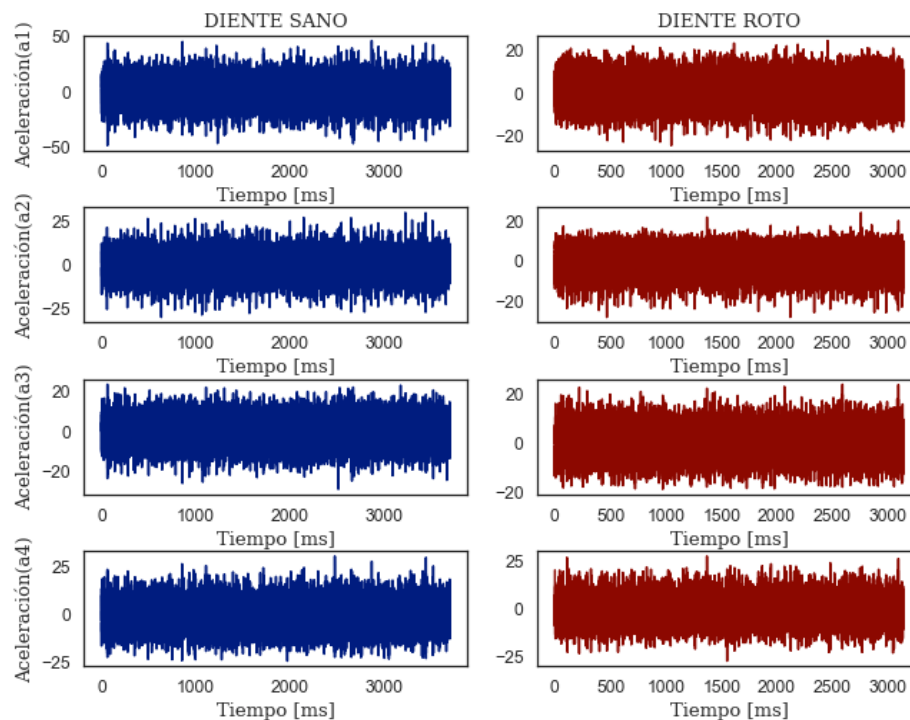 DIENTE SANO
Aceleración(a1)
50
0
−50
0 1000 2000 3000
Tiempo [ms]
DIENTE ROTO
20
0
−20
0 500 1000 1500 2000 2500 3000
Tiempo [ms]
Aceleración(a2)
25
0
−25
0 1000 2000 3000
Tiempo [ms]
20
0
−20
0 500 1000 1500 2000 2500 3000
Tiempo [ms]
Aceleración(a3)
20
0
−20
0 1000 2000 3000
Tiempo [ms]
20
0
−20
0 500 1000 1500 2000 2500 3000
Tiempo [ms]
Aceleración(a4)
25
0
−25
0 1000 2000 3000
Tiempo [ms]
25
0
−25
0 500 1000 1500 2000 2500 3000
Tiempo [ms]